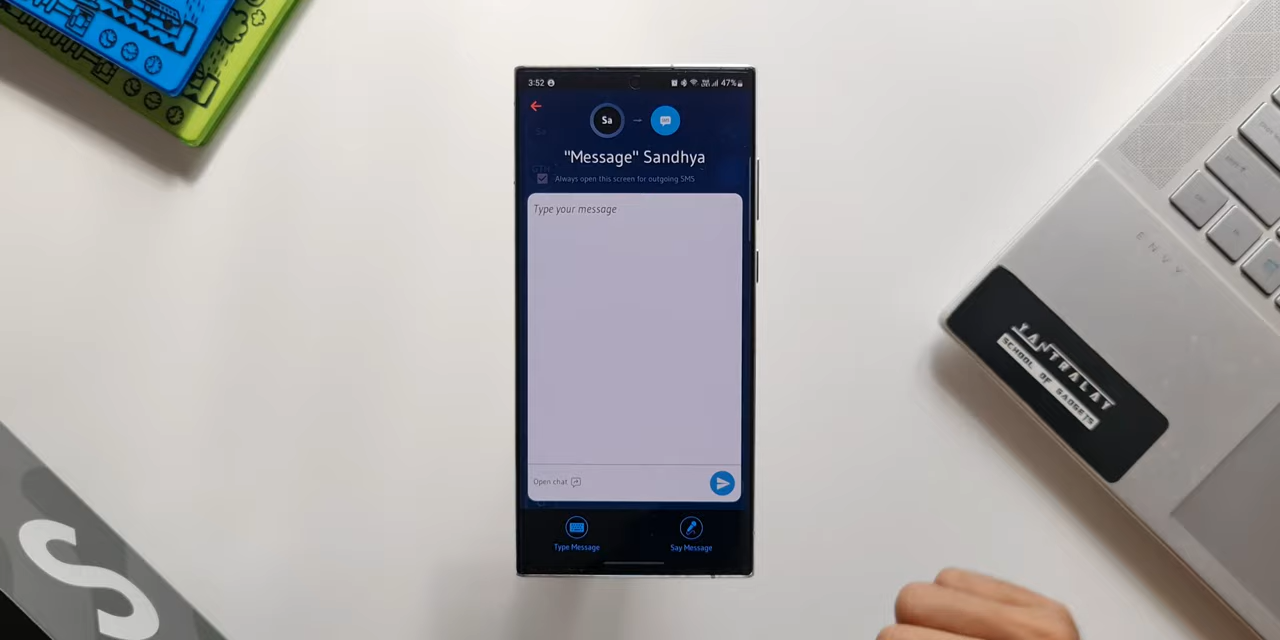 3:52
47%
Sa
"Message" Sandhya
Always open this screen for outgoing SMS
Type your message
Open chat
Type Message
Say Message
ENVY
YANTRALAY
SCHOOL OF GADGETS
S